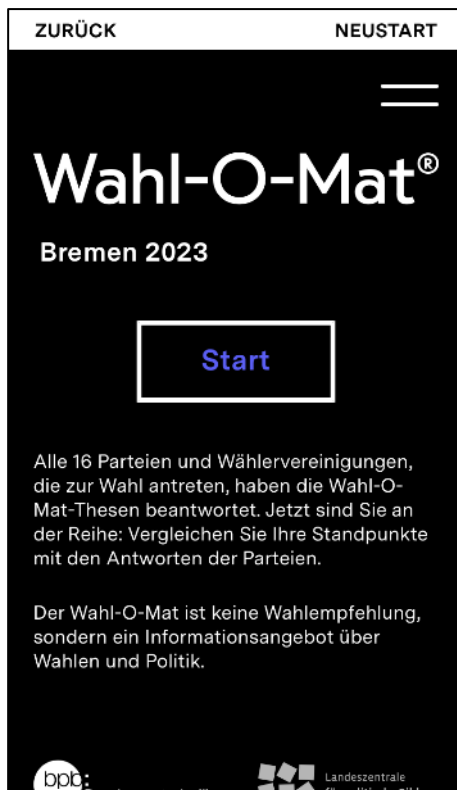 ZURÜCK NEUSTART
Wahl-O-Mat®
Bremen 2023
Start
Alle 16 Parteien und Wählervereinigungen,
die zur Wahl antreten, haben die Wahl-O-
Mat-Thesen beantwortet. Jetzt sind Sie an
der Reihe: Vergleichen Sie Ihre Standpunkte
mit den Antworten der Parteien.
Der Wahl-O-Mat ist keine Wahlempfehlung,
sondern ein Informationsangebot über
Wahlen und Politik.
bpb: Landeszentrale